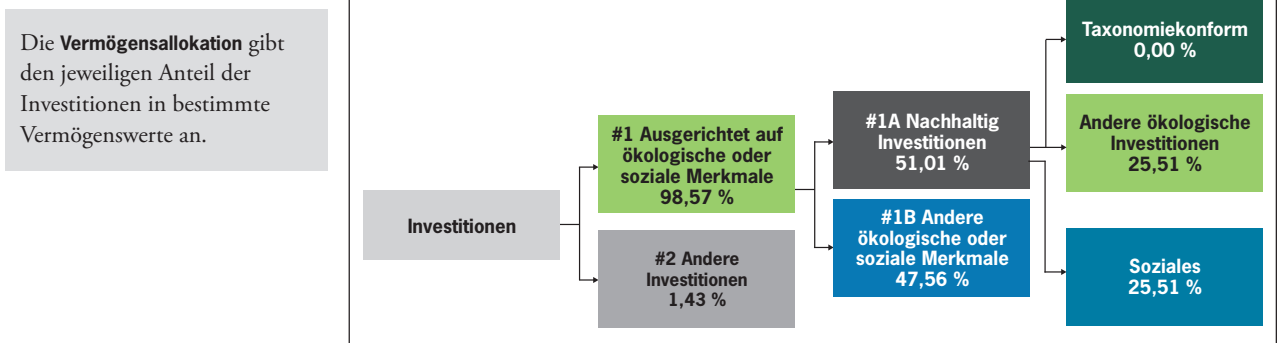 Die Vermögensallokation gibt
den jeweiligen Anteil der
Investitionen in bestimmte
Vermögenswerte an.
Investitionen
#1 Ausgerichtet auf
ökologische oder
soziale Merkmale
98,57 %
#2 Andere
Investitionen
1,43 %
#1A Nachhaltig
Investitionen
51,01 %
#1B Andere
ökologische oder
soziale Merkmale
47,56 %
Taxonomiekonform
0,00 %
Andere ökologische
Investitionen
25,51 %
Soziales
25,51 %